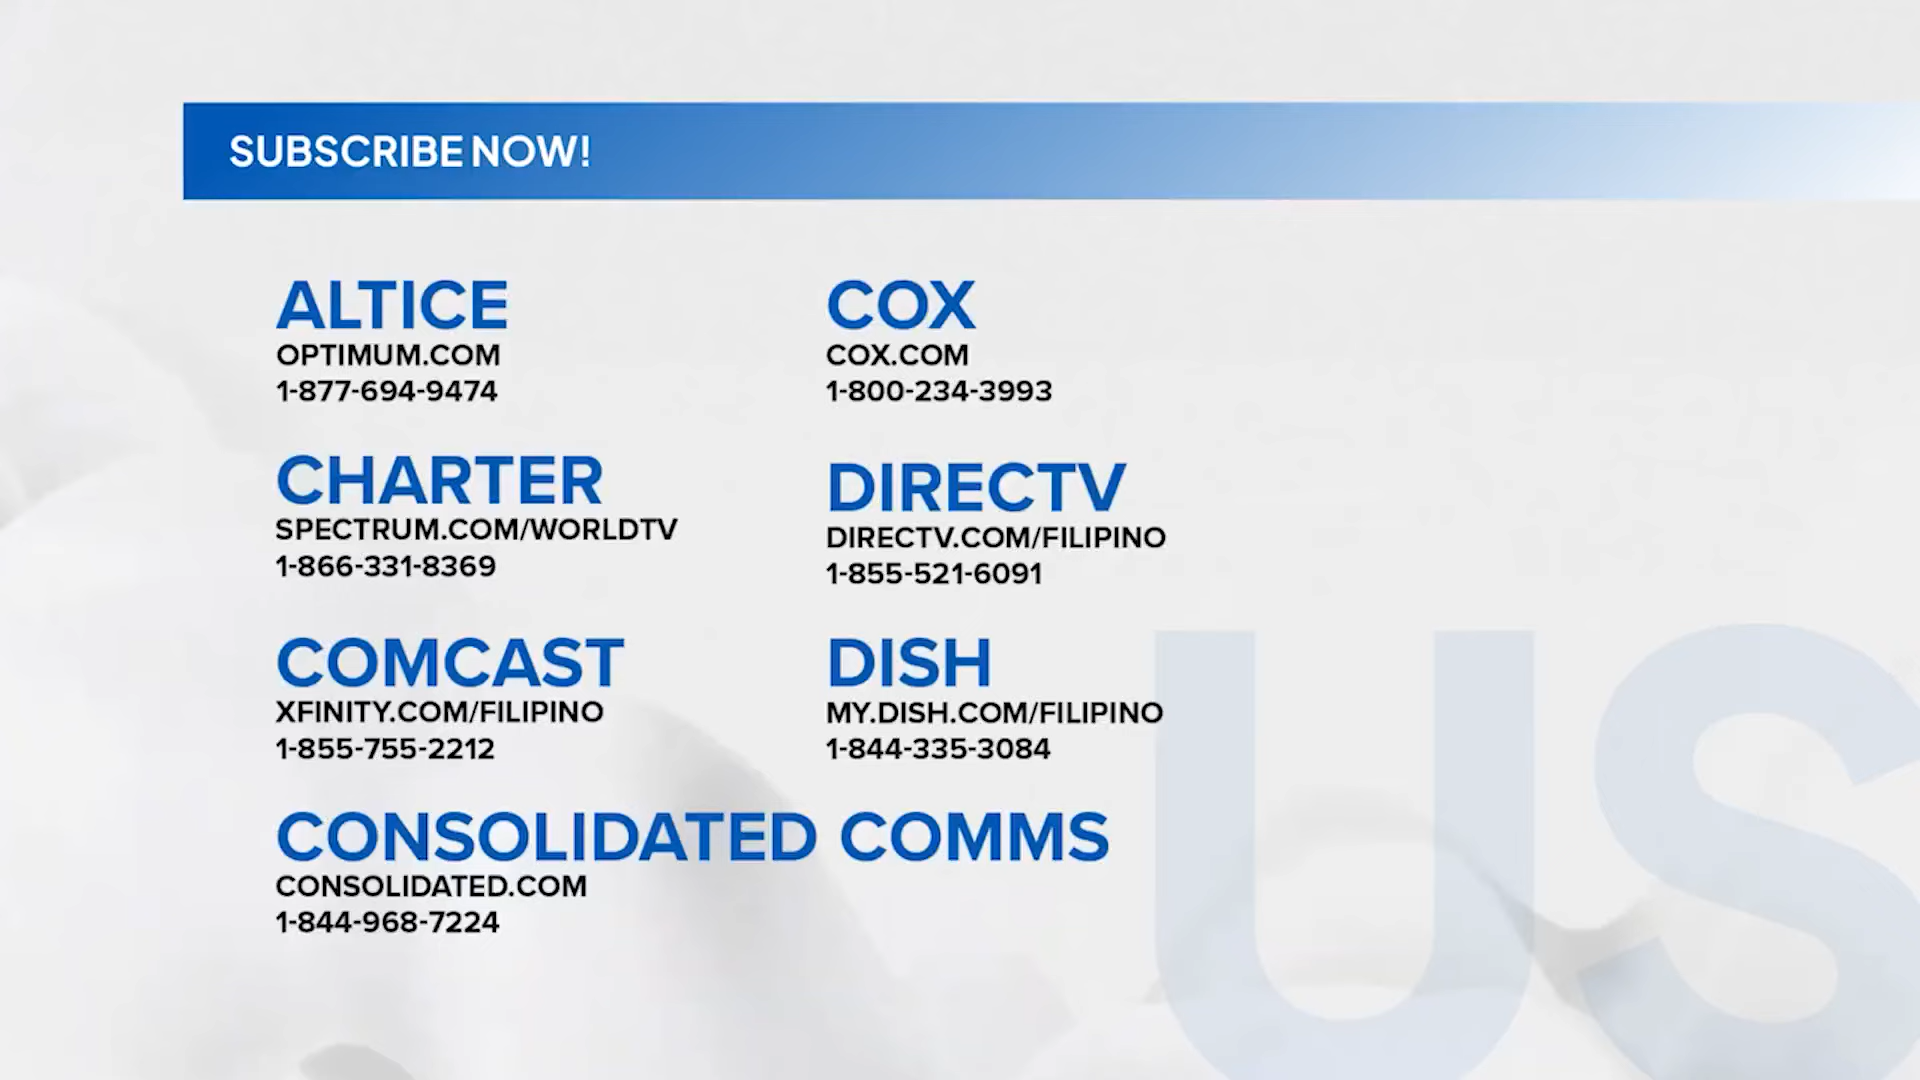 SUBSCRIBE NOW!
ALTICE
OPTIMUM.COM
1-877-694-9474
CHARTER
SPECTRUM.COM/WORLDTV
1-866-331-8369
COMCAST
XFINITY.COM/FILIPINO
1-855-755-2212
CONSOLIDATED COMMS
CONSOLIDATED.COM
1-844-968-7224
COX
COX.COM
1-800-234-3993
DIRECTV
DIRECTV.COM/FILIPINO
1-855-521-6091
DISH
MY.DISH.COM/FILIPINO
1-844-335-3084
US